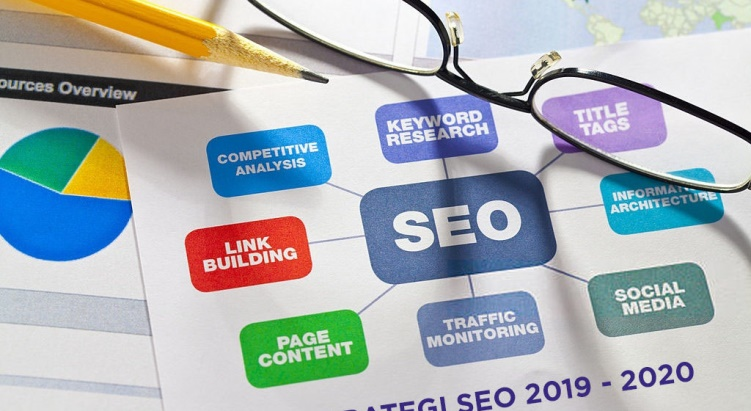 Overview
KEYWORD
RESEARCH
TITLE
TAGS
COMPETITIVE
ANALYSIS
SEO
ARCHITECTURE
LINK
BUILDING
SOCIAL
MEDIA
TRAFFIC
MONITORING
PAGE
CONTENT
SEO 2019 - 2020